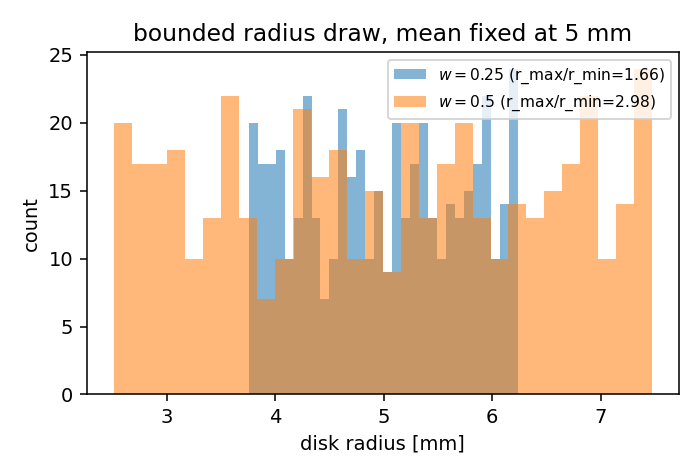 bounded radius draw, mean fixed at 5 mm
w = 0.25 (r_max/r_min=1.66)
w = 0.5 (r_max/r_min=2.98)
25
20
15
10
5
0
count
3
4
5
6
7
disk radius [mm]